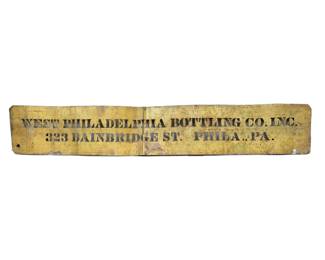 WEST PHILADELPHIA BOTTLING CO. INC.
323 BAINBRIDGE ST. PHILA., PA.